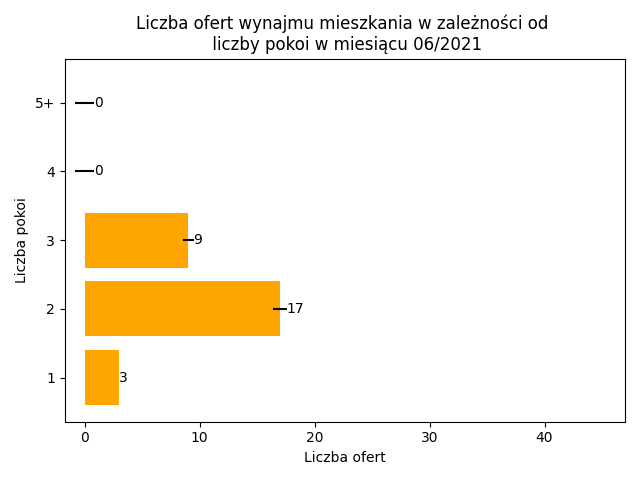 Liczba ofert wynajmu mieszkania w zależności od
liczby pokoi w miesiącu 06/2021
5+
0
4
0
3
9
2
17
1
3
Liczba pokoi
0 10 20 30 40
Liczba ofert